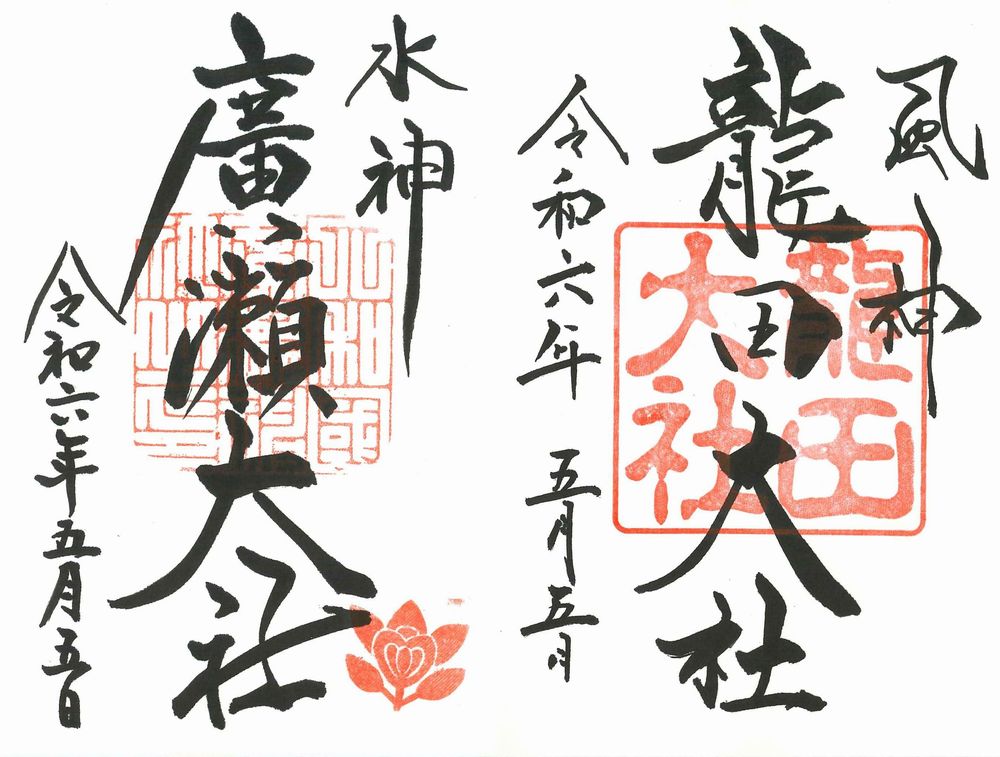 風神
龍田大社
龍田
大社
令和六年 五月五日
水神
廣瀬大社
令和六年五月五日